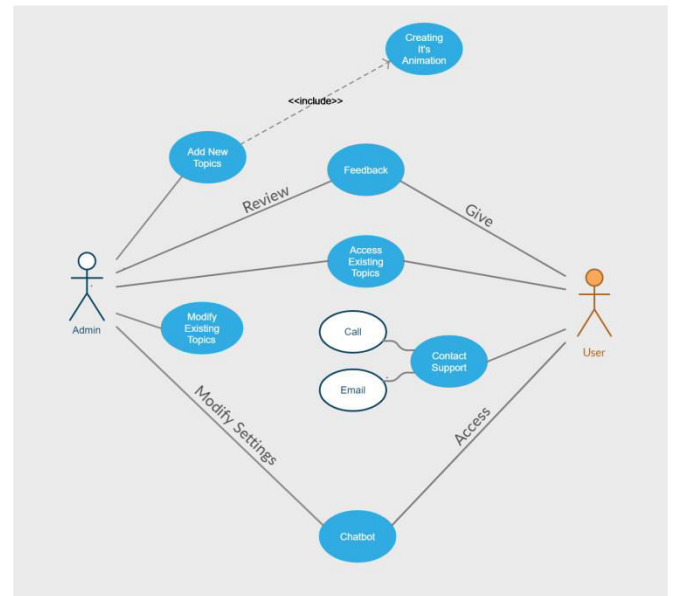 Creating
It's
Animation
<<include>>
Add New
Topics
Feedback
Review
Give
Access
Existing
Topics
Admin
Modify
Existing
Topics
Call
Contact
Support
Email
User
Modify Settings
Access
Chatbot